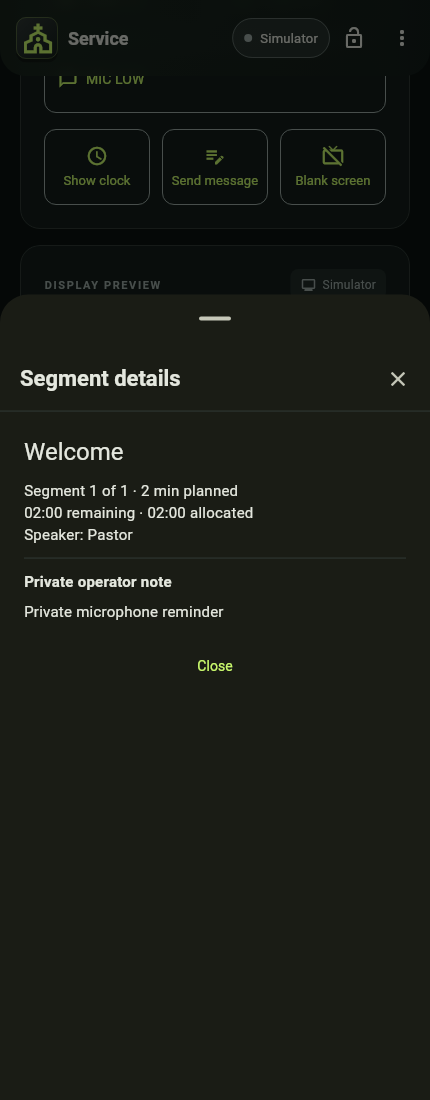 Service
Simulator
MIC LOW
Show clock
Send message
Blank screen
DISPLAY PREVIEW
Simulator
Segment details
Welcome
Segment 1 of 1 · 2 min planned
02:00 remaining · 02:00 allocated
Speaker: Pastor
Private operator note
Private microphone reminder
Close